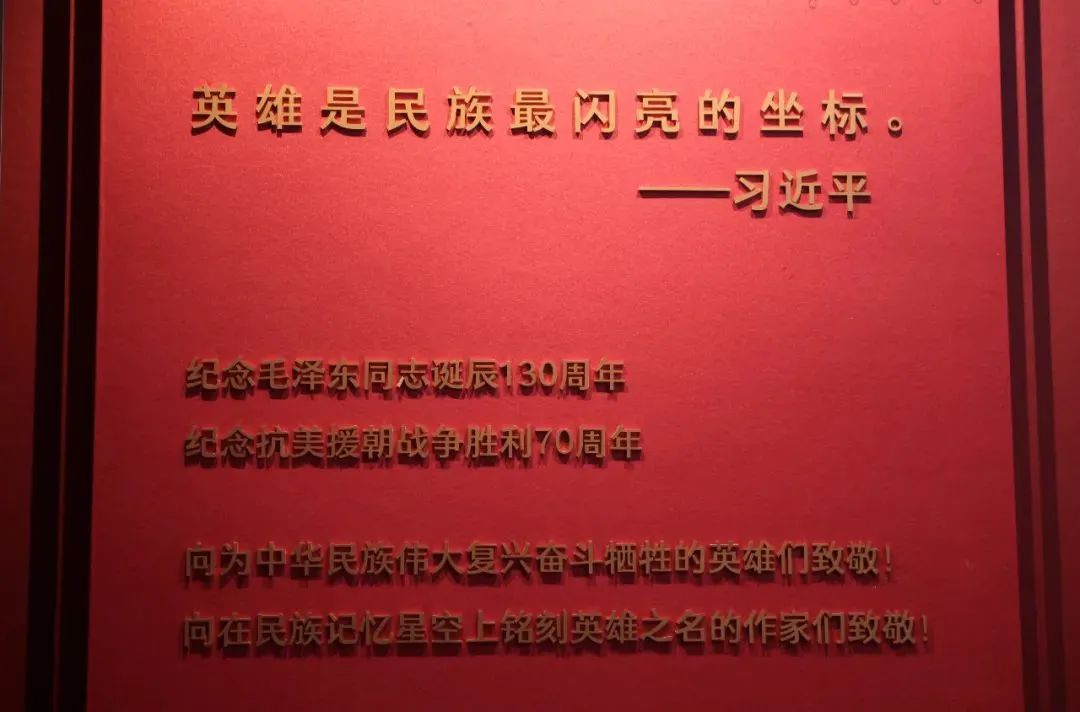 英雄是民族最闪亮的坐标。
——习近平
纪念毛泽东同志诞辰130周年
纪念抗美援朝战争胜利70周年
向为中华民族伟大复兴奋斗牺牲的英雄们致敬！
向在民族记忆星空上铭刻英雄之名的作家们致敬！